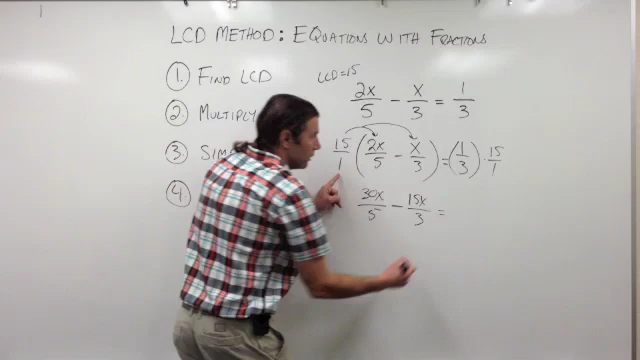 LCD METHOD: EQUATIONS WITH FRACTIONS
① FIND LCD
LCD=15
2x/5 - x/3 = 1/3
② MULTIPLY
15/1 (2x/5 - x/3) = (1/3) · 15/1
③
30x/5 - 15x/3 =
④